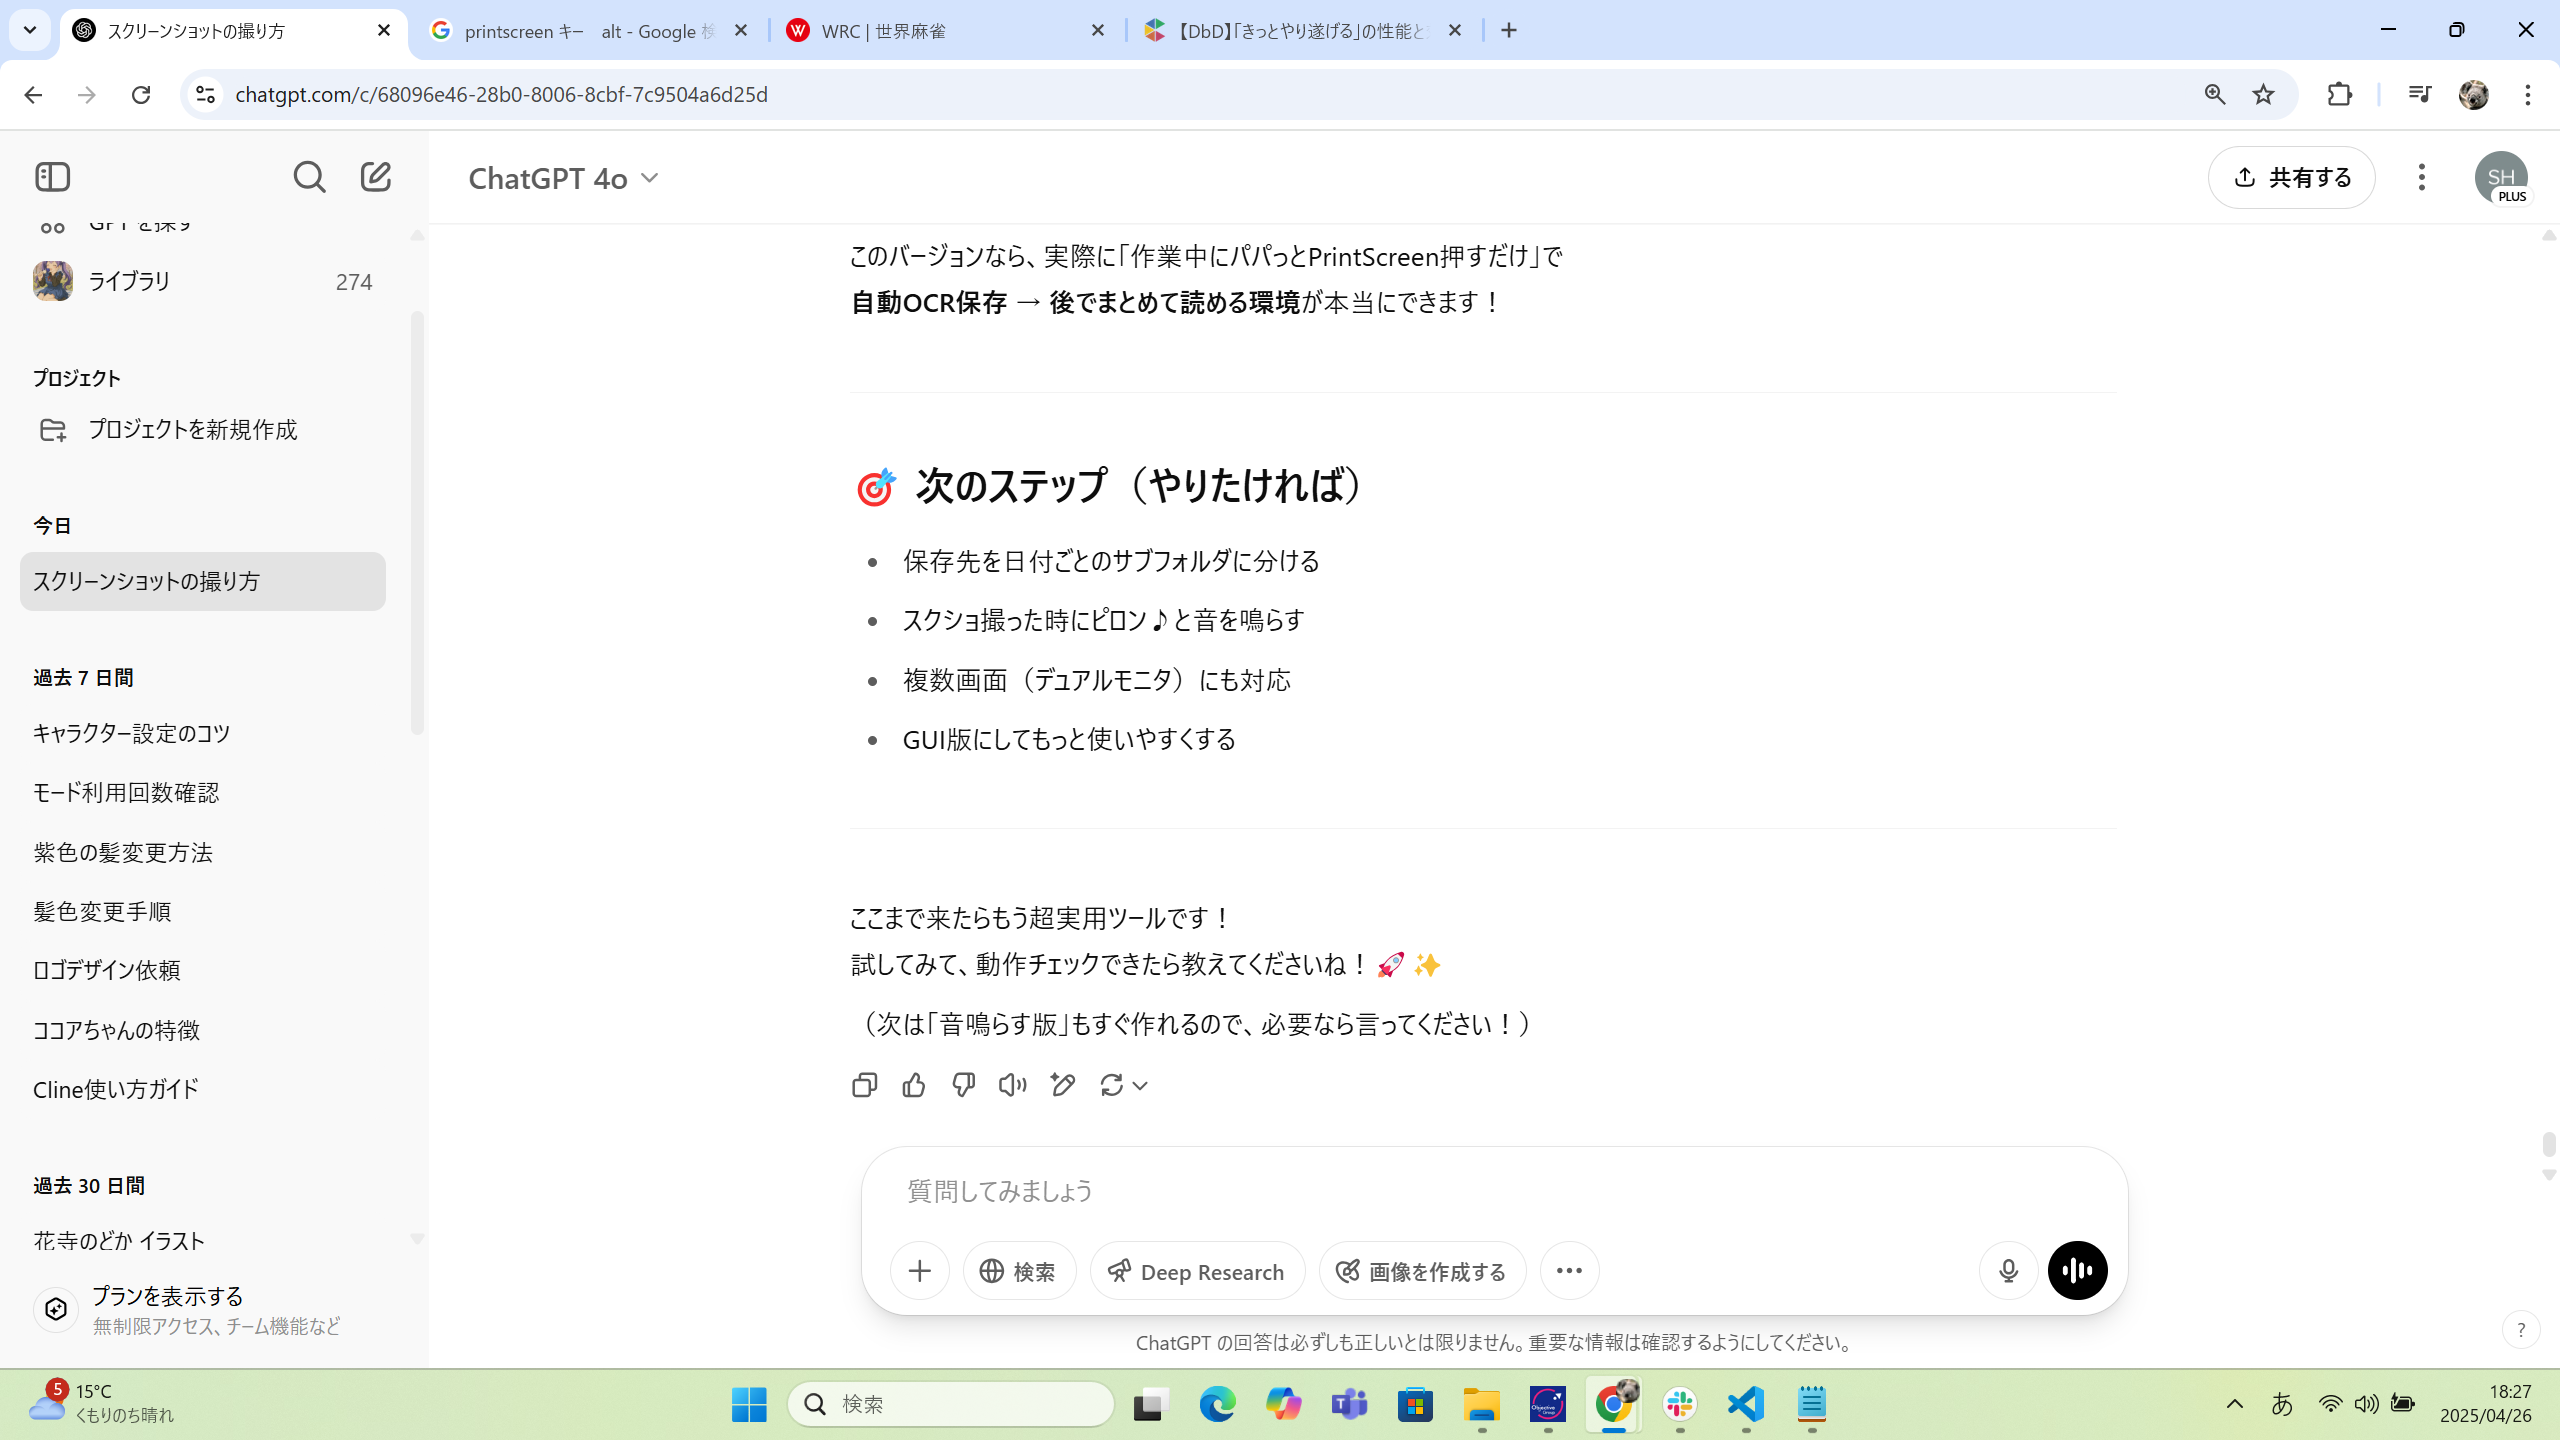 スクリーンショットの撮り方
printscreen キー　alt - Google 検
WRC | 世界麻雀
【DbD】「きっとやり遂げる」の性能と
chatgpt.com/c/68096e46-28b0-8006-8cbf-7c9504a6d25d
ChatGPT 4o
共有する
SH
PLUS
GPT を探す
ライブラリ
274
プロジェクト
プロジェクトを新規作成
今日
スクリーンショットの撮り方
過去 7 日間
キャラクター設定のコツ
モード利用回数確認
紫色の髪変更方法
髪色変更手順
ロゴデザイン依頼
ココアちゃんの特徴
Cline使い方ガイド
過去 30 日間
花寺のどか イラスト
プランを表示する
無制限アクセス、チーム機能など
このバージョンなら、実際に「作業中にパパっとPrintScreen押すだけ」で
自動OCR保存 → 後でまとめて読める環境が本当にできます！
🎯 次のステップ（やりたければ）
• 保存先を日付ごとのサブフォルダに分ける
• スクショ撮った時にピロン♪と音を鳴らす
• 複数画面（デュアルモニタ）にも対応
• GUI版にしてもっと使いやすくする
ここまで来たらもう超実用ツールです！
試してみて、動作チェックできたら教えてくださいね！🚀✨
（次は「音鳴らす版」もすぐ作れるので、必要なら言ってください！）
質問してみましょう
検索
Deep Research
画像を作成する
ChatGPT の回答は必ずしも正しいとは限りません。重要な情報は確認するようにしてください。
?
5
15°C
くもりのち晴れ
検索
Objective
Group
あ
18:27
2025/04/26